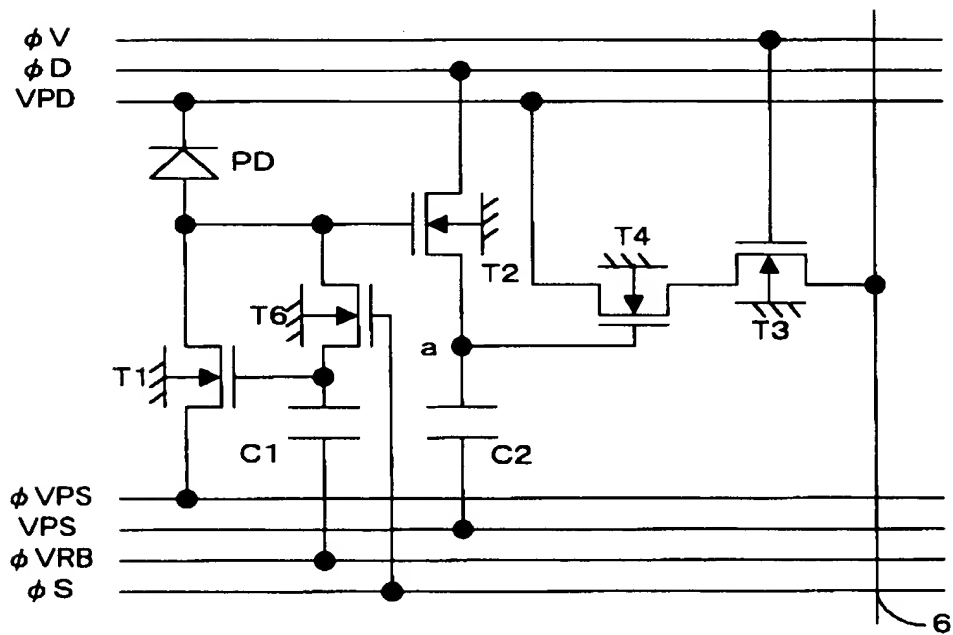 φV
φD
VPD
PD
T4
T2
T6
T3
a
T1
C1
C2
φVPS
VPS
φVRB
φS
6